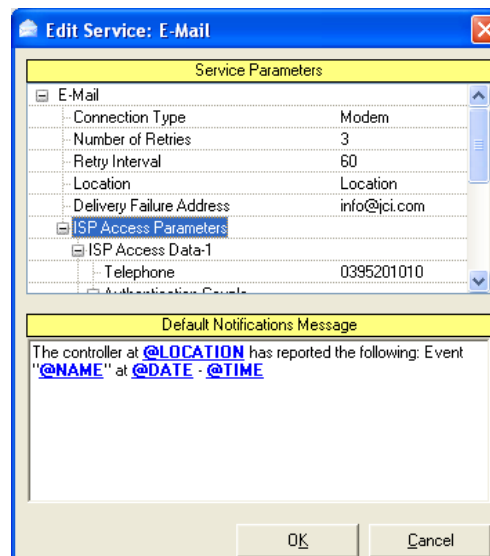 Edit Service: E-Mail
Service Parameters
E-Mail
Connection Type Modem
Number of Retries 3
Retry Interval 60
Location Location
Delivery Failure Address info@jci.com
ISP Access Parameters
ISP Access Data-1
Telephone 0395201010
Default Notifications Message
The controller at @LOCATION has reported the following: Event
"@NAME" at @DATE - @TIME
OK Cancel